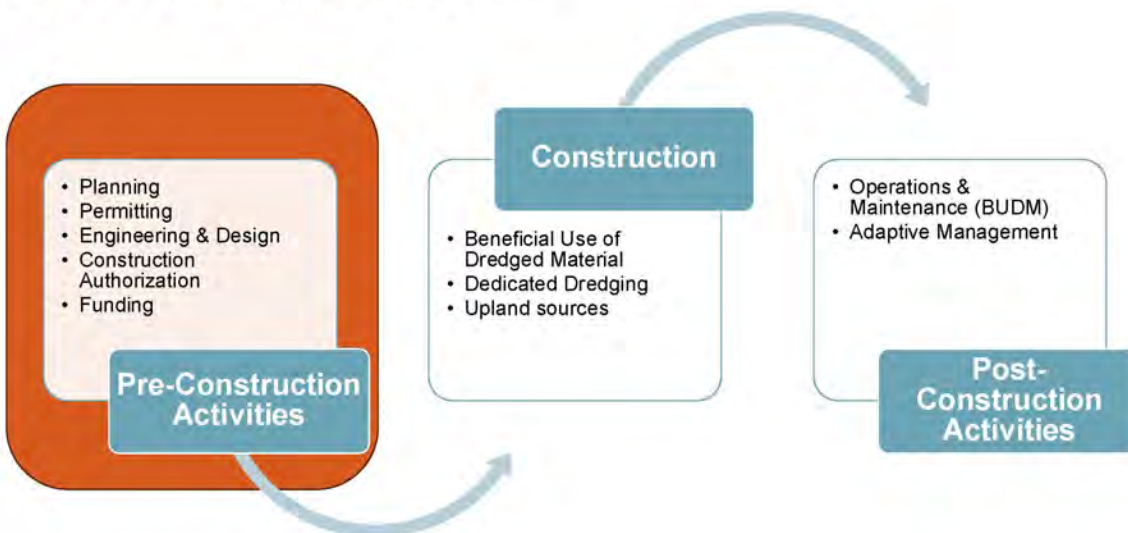 • Planning
• Permitting
• Engineering & Design
• Construction
Authorization
• Funding
Pre-Construction
Activities
Construction
• Beneficial Use of
Dredged Material
• Dedicated Dredging
• Upland sources
• Operations &
Maintenance (BUDM)
• Adaptive Management
Post-
Construction
Activities